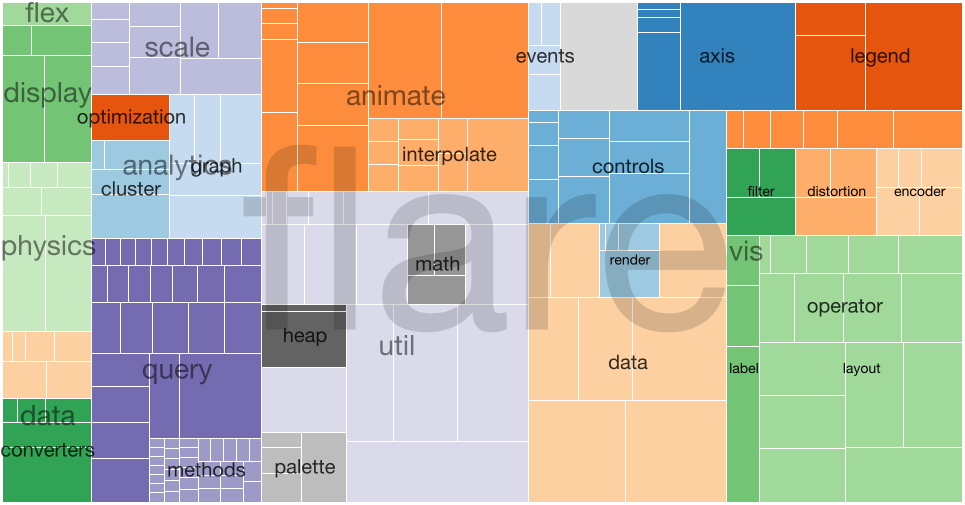 flex
scale
display
animate
events
axis
legend
optimization
analytics
graph
cluster
interpolate
controls
filter
distortion
encoder
flare
physics
math
render
vis
operator
heap
util
query
data
label
layout
data
converters
methods
palette